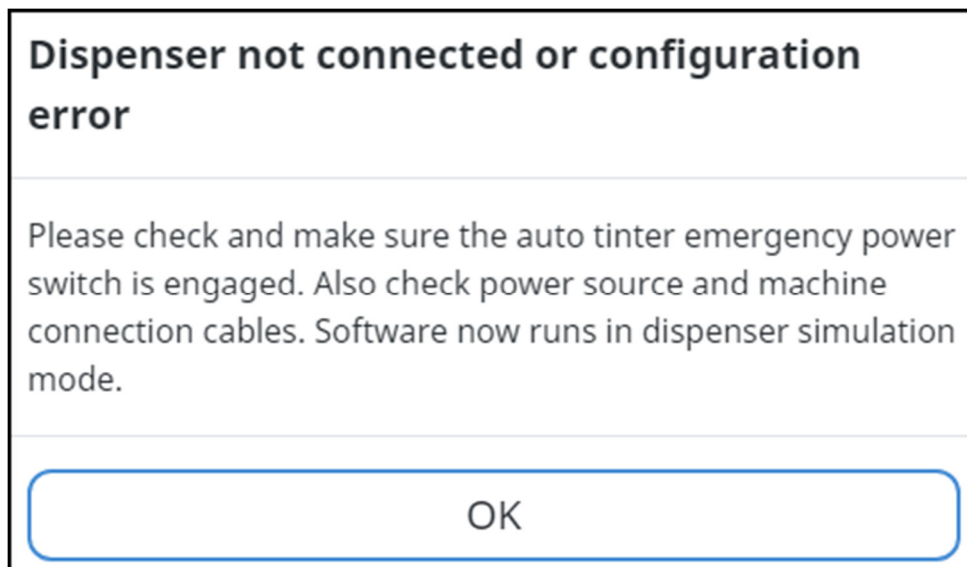 Dispenser not connected or configuration
error
Please check and make sure the auto tinter emergency power
switch is engaged. Also check power source and machine
connection cables. Software now runs in dispenser simulation
mode.
OK